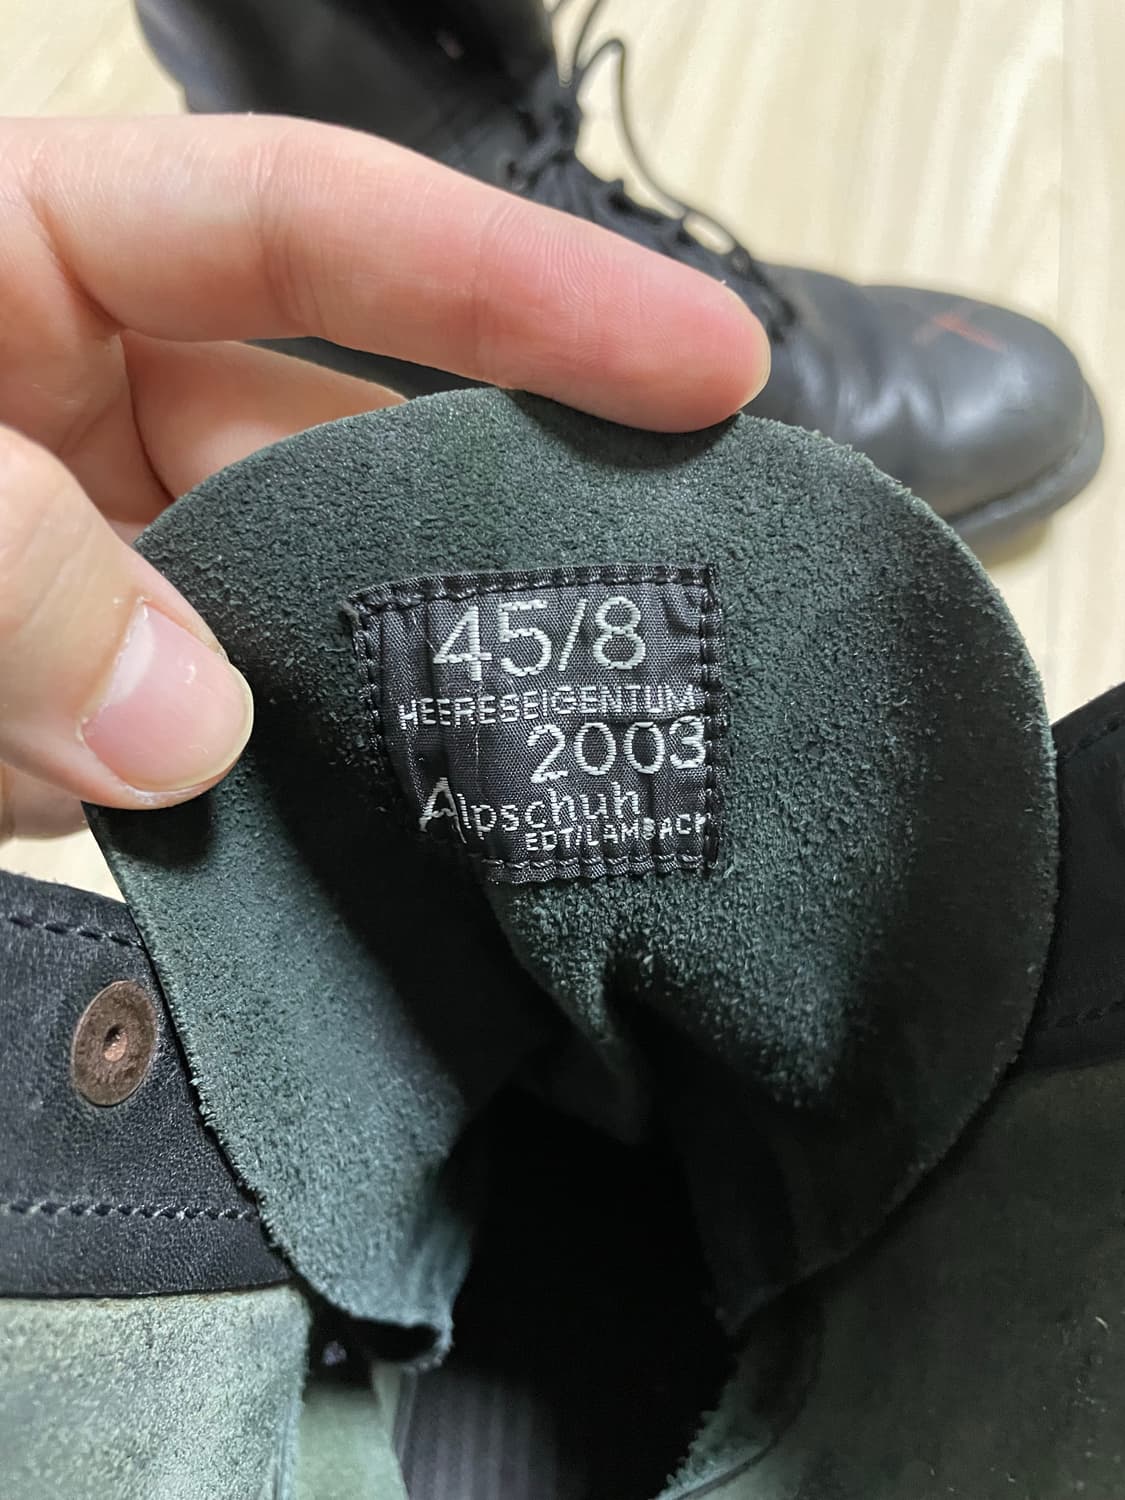 45/8
HEERESEIGENTUM
2003
Alpschuh
EDT/LAMBACH